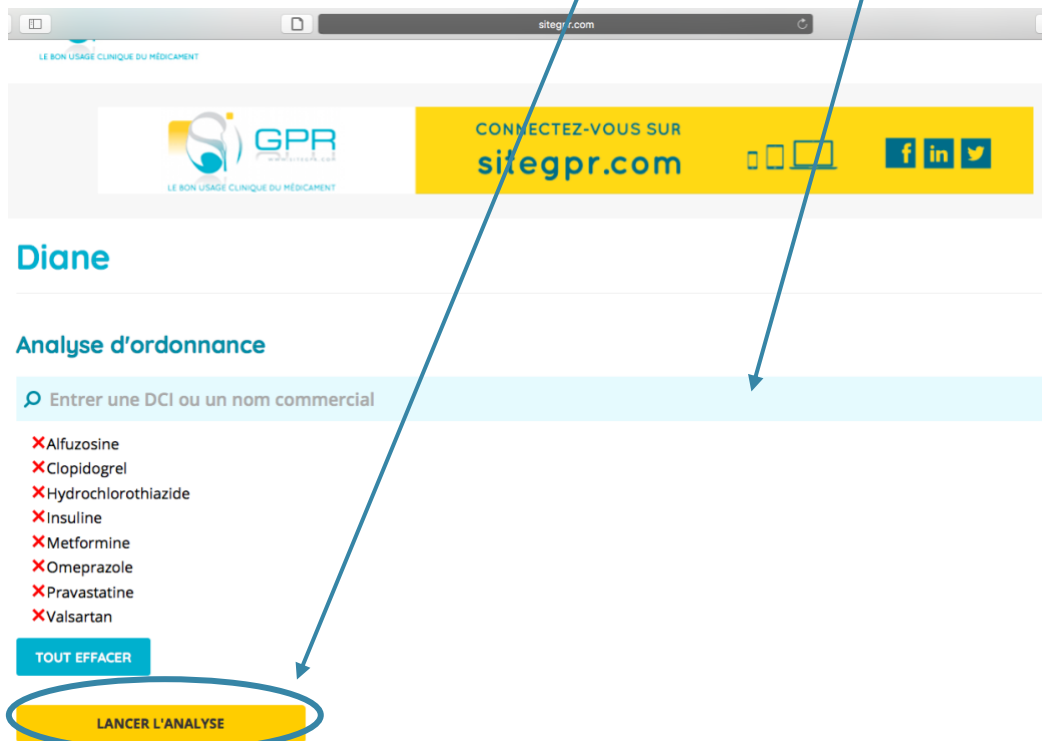 sitegpr.com
LE BON USAGE CLINIQUE DU MÉDICAMENT
GPR
LE BON USAGE CLINIQUE DU MÉDICAMENT
CONNECTEZ-VOUS SUR
sitegpr.com
f in
Diane
Analyse d'ordonnance
Entrer une DCI ou un nom commercial
Alfuzosine
Clopidogrel
Hydrochlorothiazide
Insuline
Metformine
Omeprazole
Pravastatine
Valsartan
TOUT EFFACER
LANCER L'ANALYSE